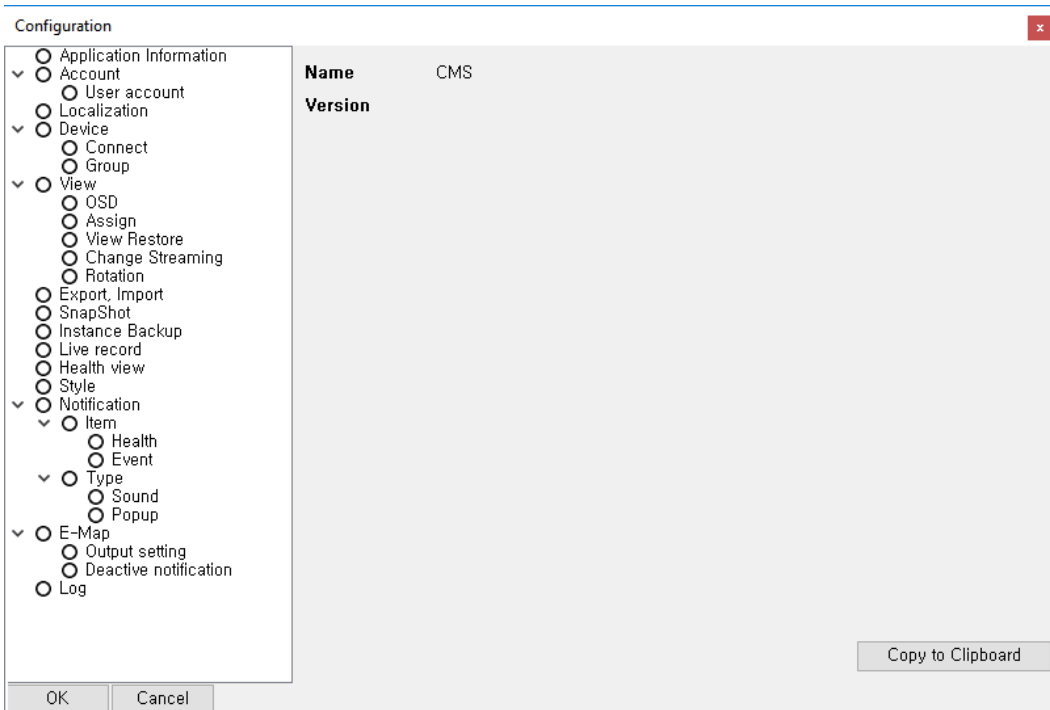 Configuration
x
Application Information
Account
User account
Localization
Device
Connect
Group
View
OSD
Assign
View Restore
Change Streaming
Rotation
Export, Import
SnapShot
Instance Backup
Live record
Health view
Style
Notification
Item
Health
Event
Type
Sound
Popup
E-Map
Output setting
Deactive notification
Log
Name CMS
Version
Copy to Clipboard
OK Cancel